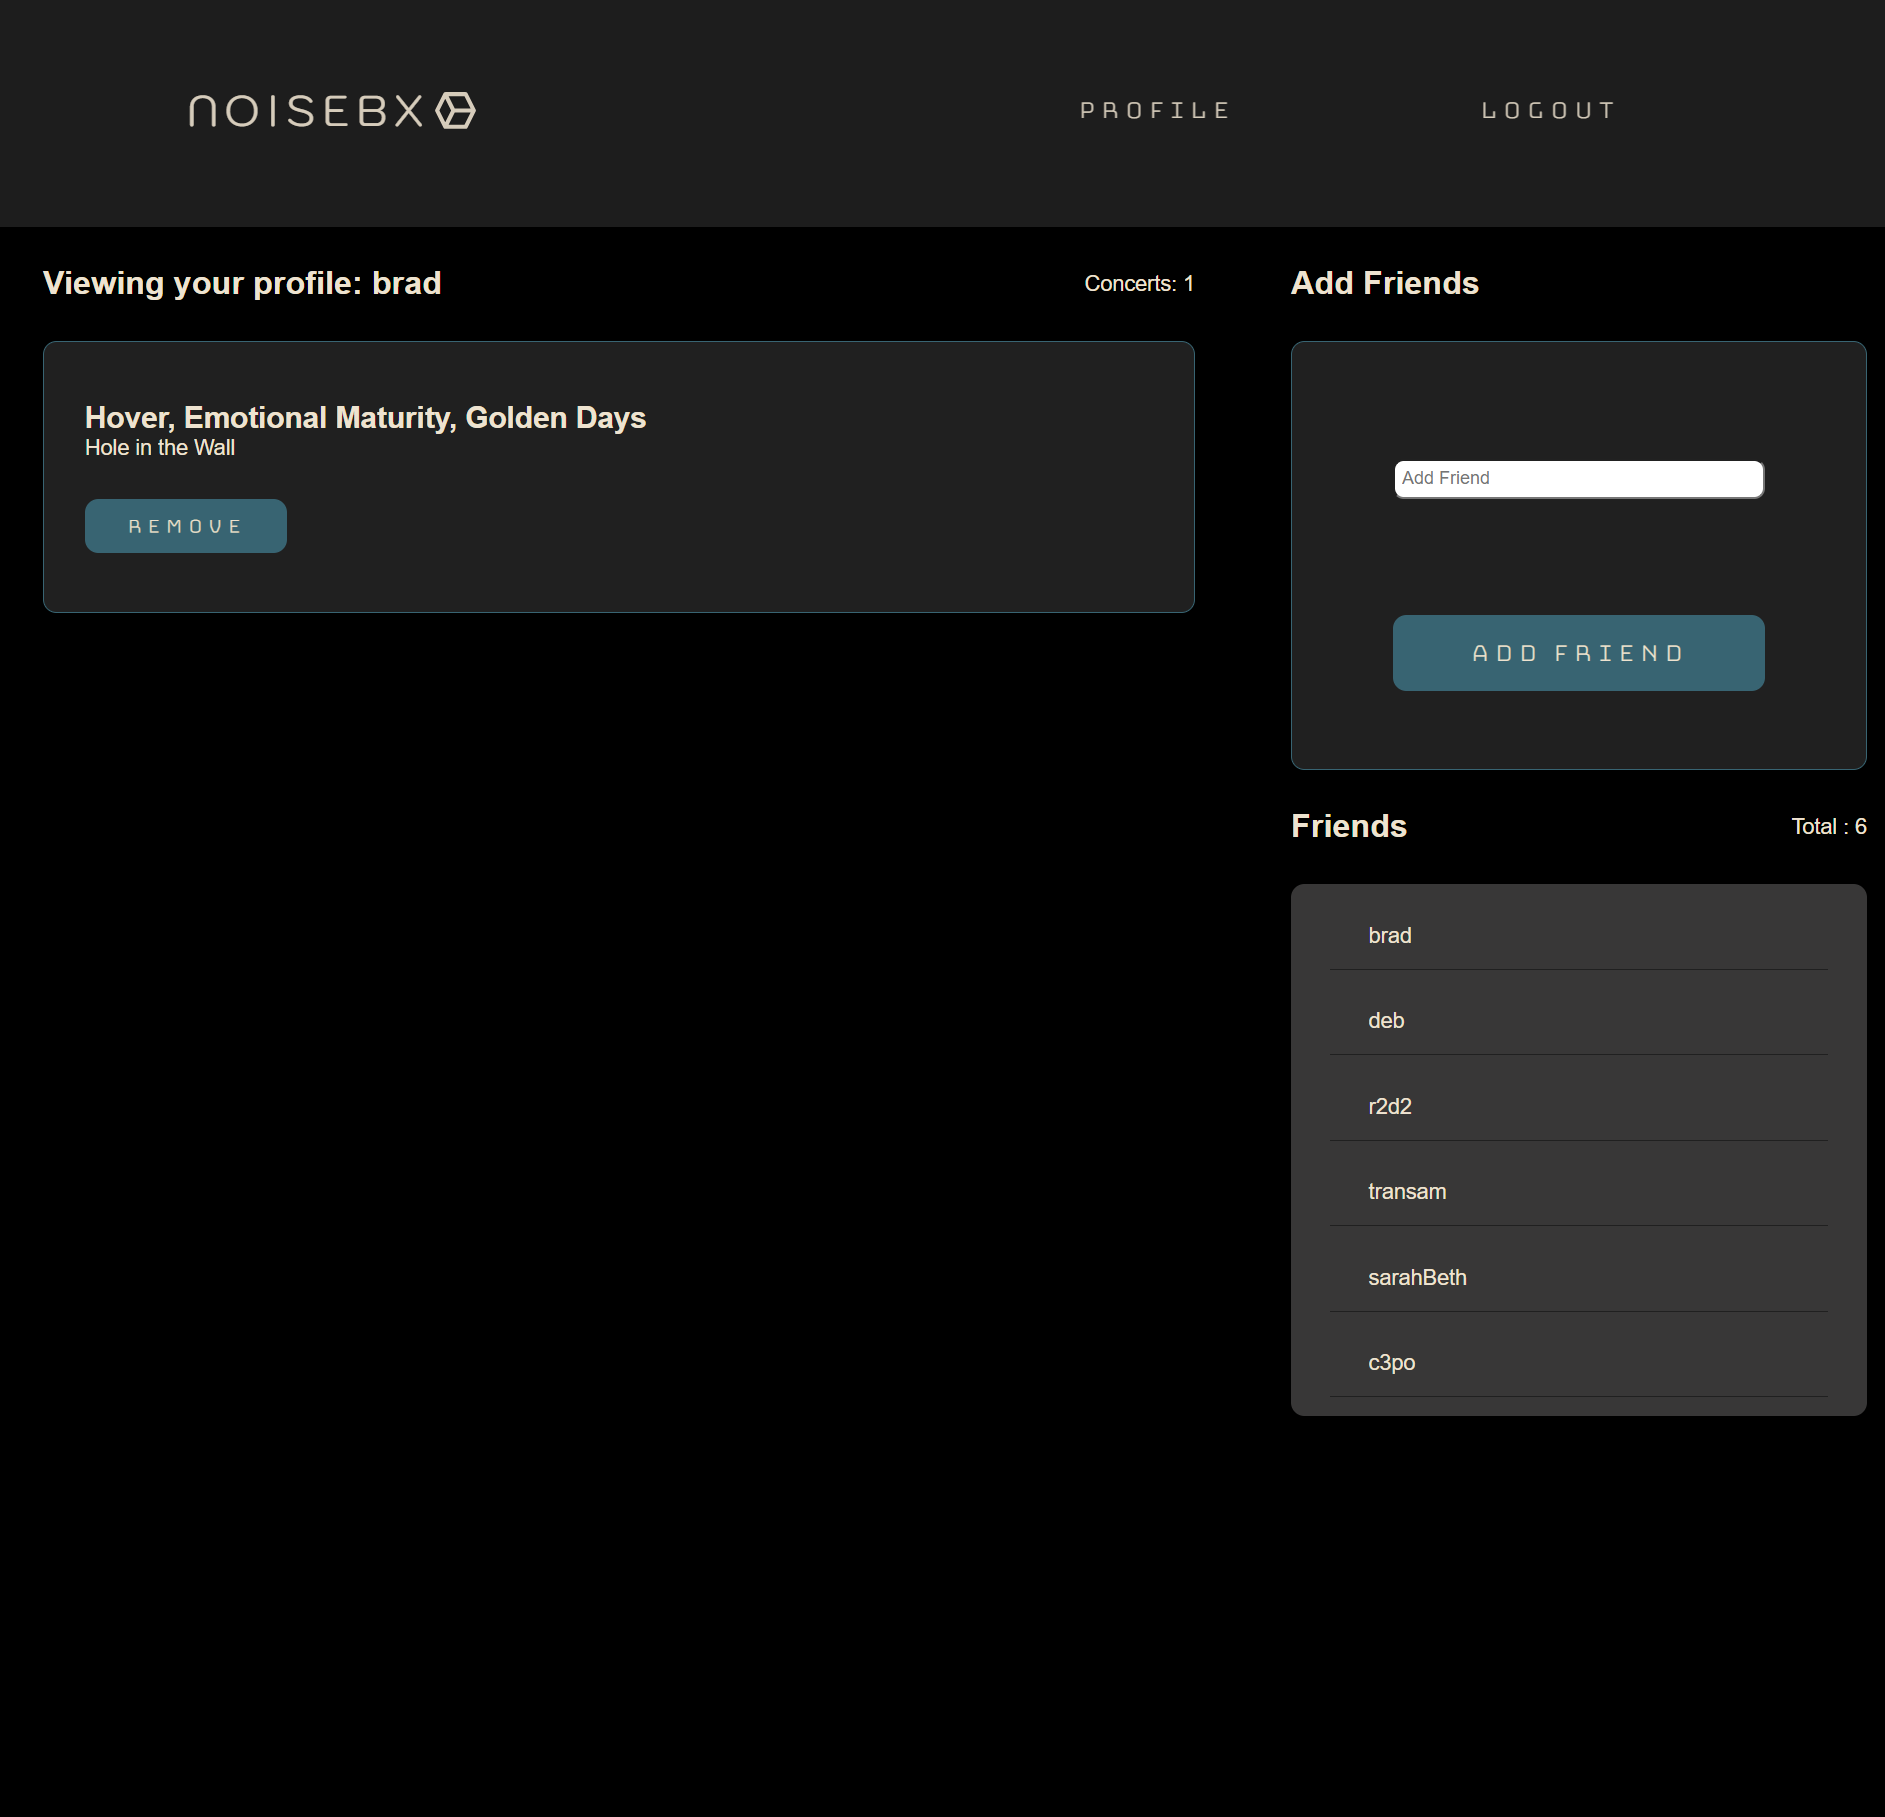 NOISEBX
PROFILE
LOGOUT
Viewing your profile: brad
Concerts: 1
Hover, Emotional Maturity, Golden Days
Hole in the Wall
REMOVE
Add Friends
Add Friend
ADD FRIEND
Friends
Total : 6
brad
deb
r2d2
transam
sarahBeth
c3po